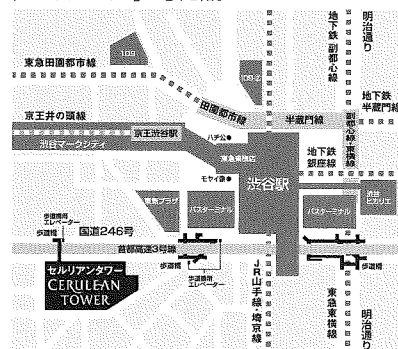 109
109-2
東急田園都市線
田園都市線
地下鉄 副都心線
明治通り
地下鉄
半蔵門線
半蔵門線
京王井の頭線
京王渋谷駅
渋谷マークシティ
ハチ公
東急東横店
モヤイ像
渋谷駅
副都心線・東横線
地下鉄
銀座線
渋谷
ヒカリエ
東急プラザ
バスターミナル
バスターミナル
歩道橋用
エレベーター
歩道橋
国道246号
首都高速3号線
セルリアンタワー
CERULEAN
TOWER
歩道橋
歩道橋用
エレベーター
歩道橋
JR山手線・埼京線
東急東横線
明治通り